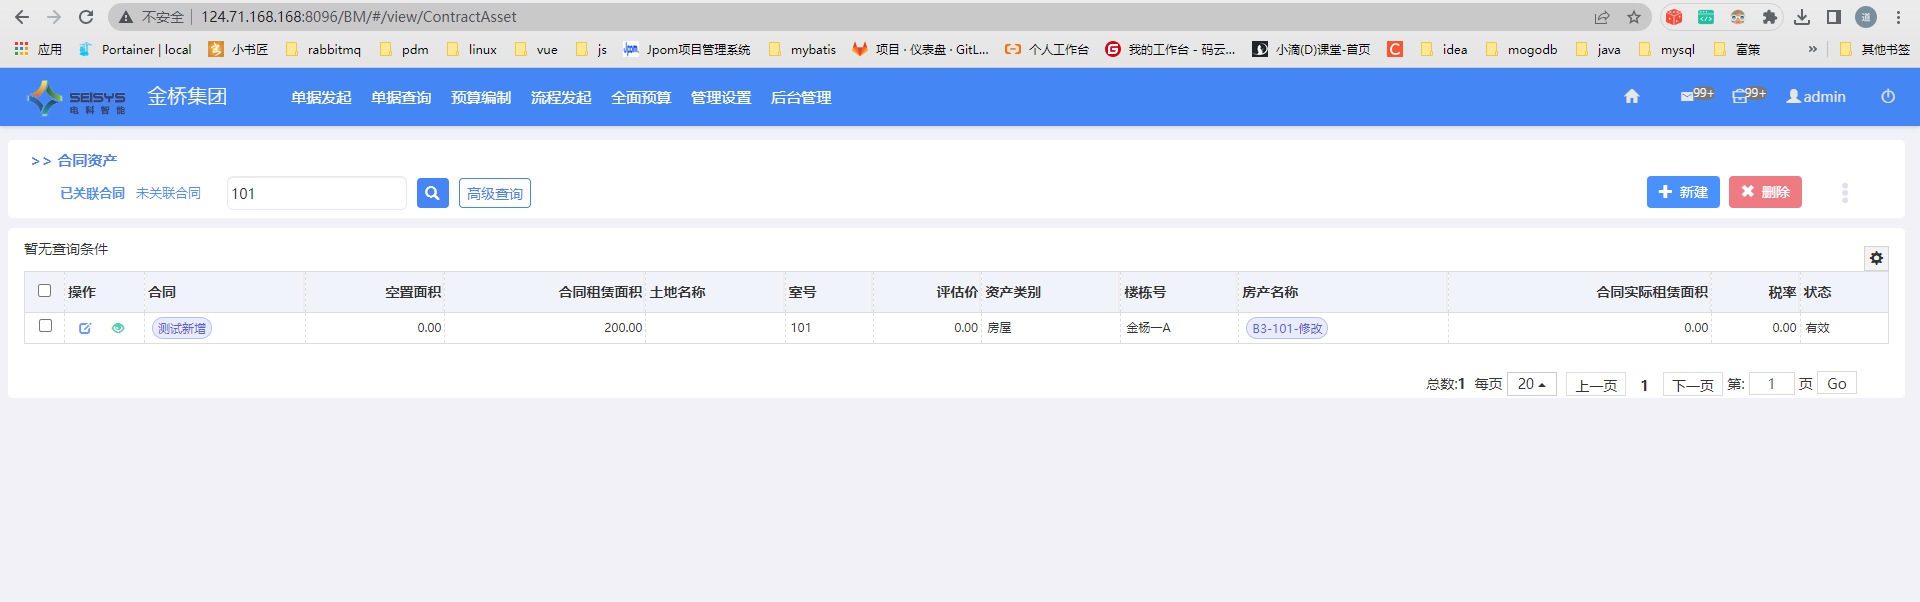 不安全 124.71.168.168:8096/BM/#/view/ContractAsset 道
应用 Portainer | local 小书匠 rabbitmq pdm linux vue js Jpom项目管理系统 mybatis 项目 · 仪表盘 · GitL... 个人工作台 我的工作台 - 码云... 小滴(D)课堂-首页 idea mogodb java mysql 富策 » 其他书签
SEISYS 电科智能 金桥集团 单据发起 单据查询 预算编制 流程发起 全面预算 管理设置 后台管理 99+ 99+ admin
>> 合同资产
已关联合同 未关联合同 101 高级查询 新建 删除
暂无查询条件
操作 合同 空置面积 合同租赁面积 土地名称 室号 评估价 资产类别 楼栋号 房产名称 合同实际租赁面积 税率 状态
测试新增 0.00 200.00 101 0.00 房屋 金杨一A B3-101-修改 0.00 0.00 有效
总数:1 每页 20 上一页 1 下一页 第: 1 页 Go